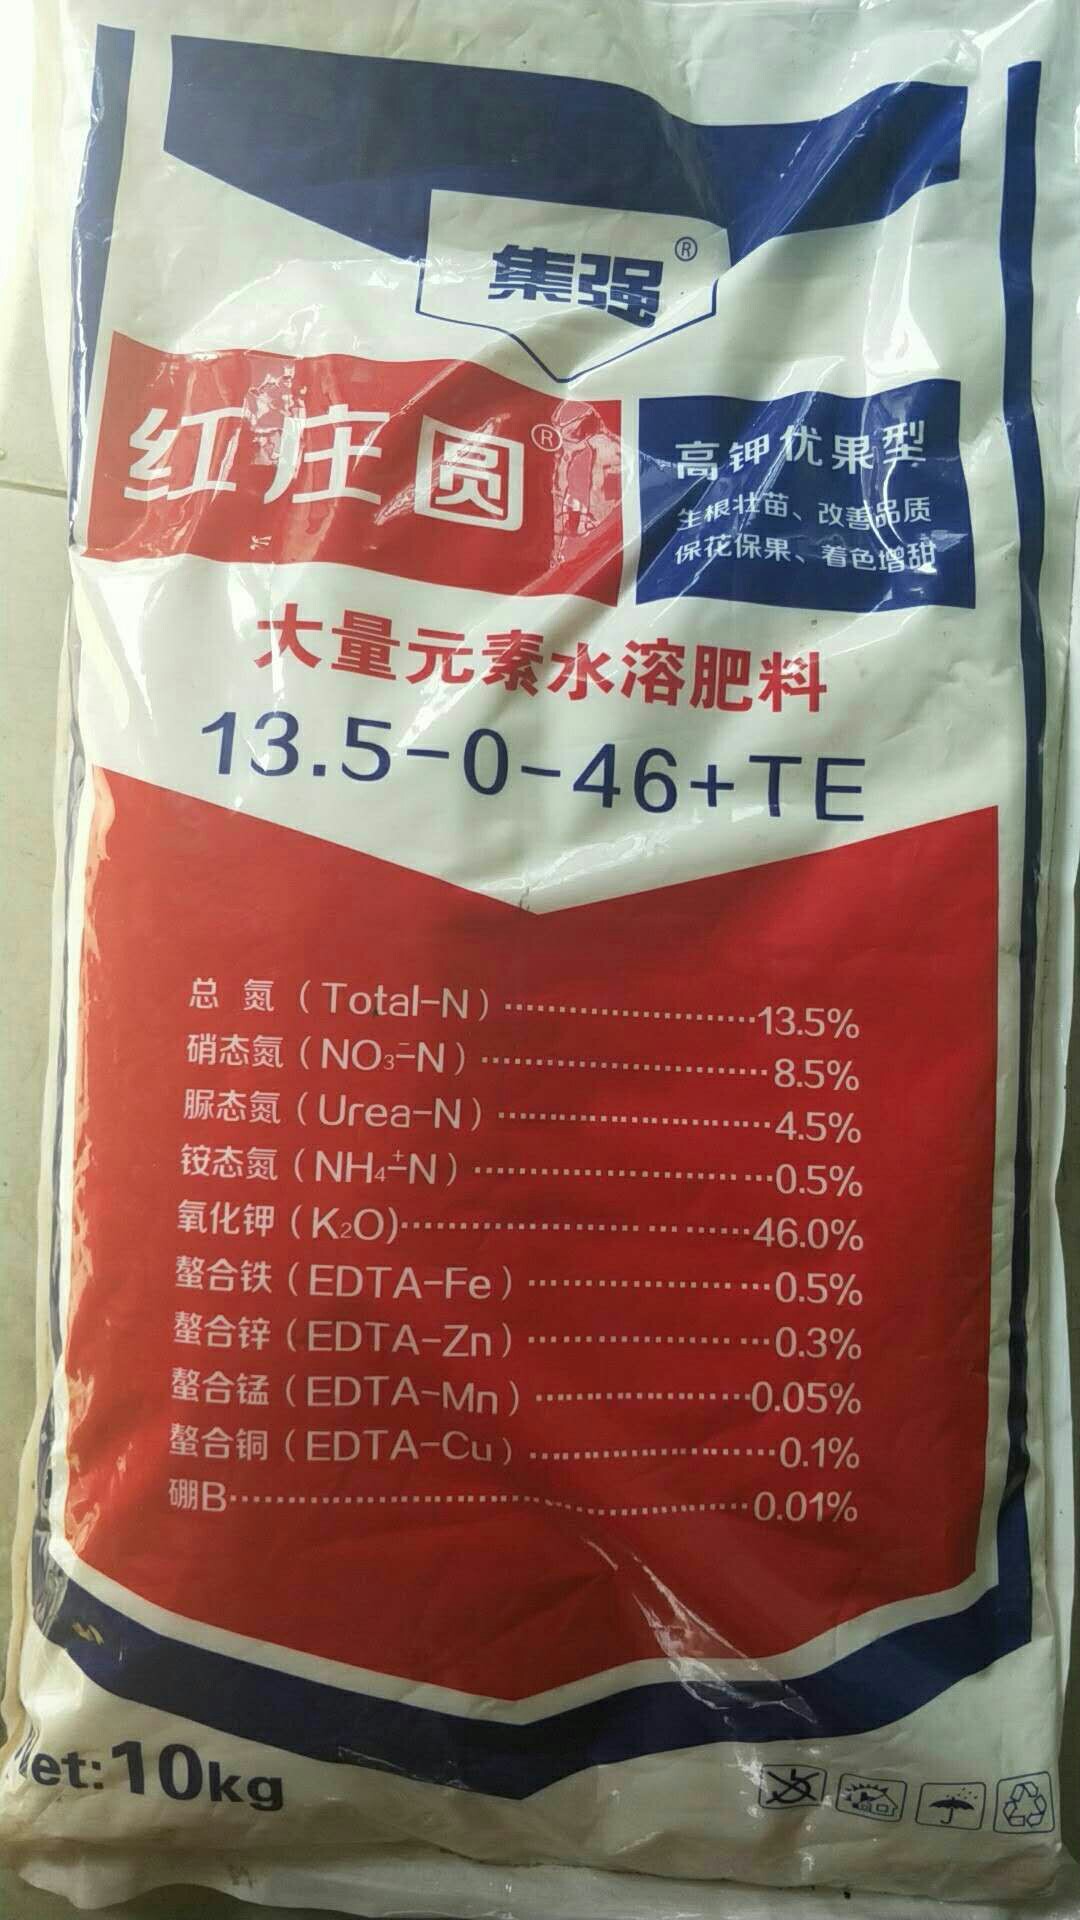 集强®
红庄圆®
高钾优果型
生根壮苗、改善品质
保花保果、着色增甜
大量元素水溶肥料
13.5-0-46+TE
总 氮（Total-N）····························13.5%
硝态氮（NO₃⁻-N）································8.5%
脲态氮（Urea-N）······························4.5%
铵态氮（NH₄⁺-N）································0.5%
氧化钾（K₂O)······································46.0%
螯合铁（EDTA-Fe）··························0.5%
螯合锌（EDTA-Zn）··························0.3%
螯合锰（EDTA-Mn）························0.05%
螯合铜（EDTA-Cu）··························0.1%
硼B························································0.01%
Net:10kg